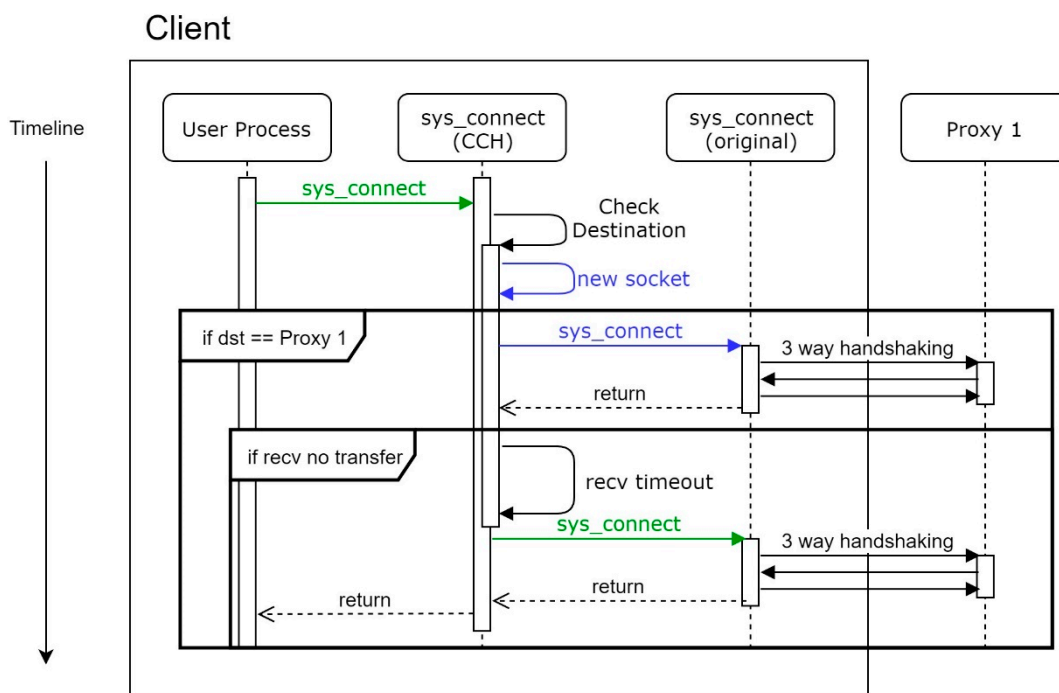 Client
Timeline
User Process
sys_connect
(CCH)
sys_connect
(original)
Proxy 1
sys_connect
Check
Destination
new socket
if dst == Proxy 1
sys_connect
3 way handshaking
return
if recv no transfer
recv timeout
sys_connect
3 way handshaking
return
return